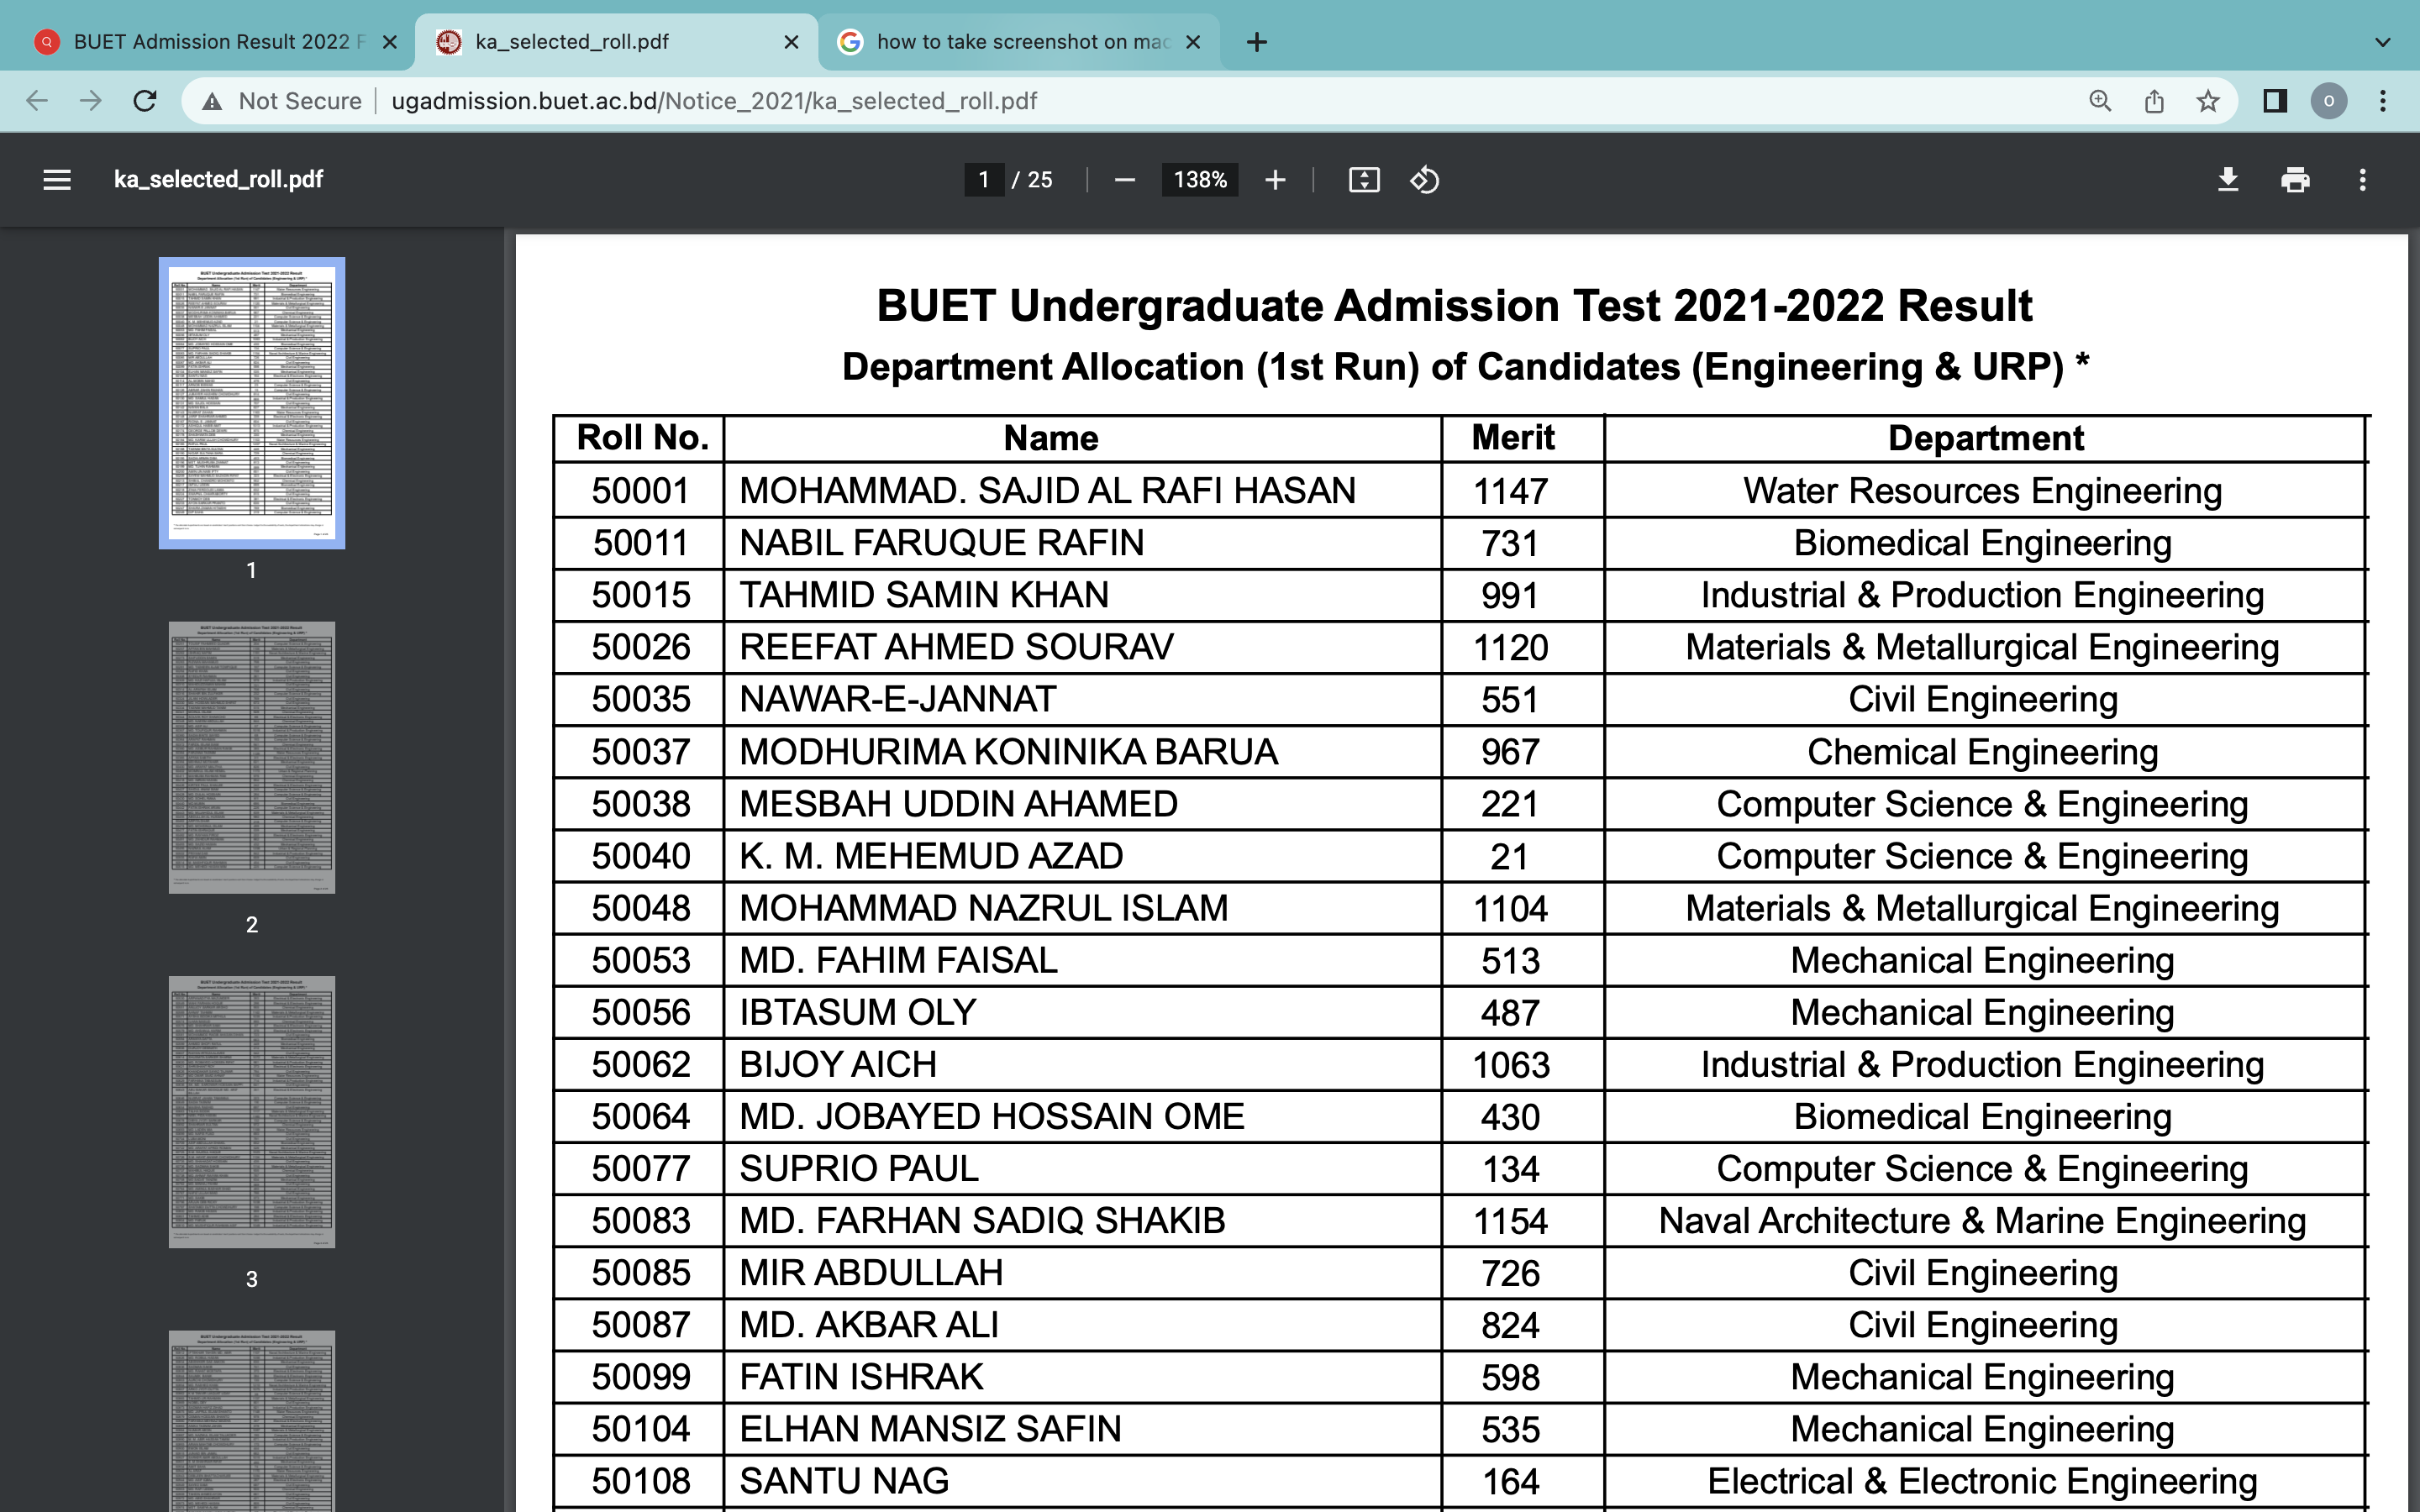 BUET Admission Result 2022 F
ka_selected_roll.pdf
how to take screenshot on mac
Not Secure ugadmission.buet.ac.bd/Notice_2021/ka_selected_roll.pdf
O
ka_selected_roll.pdf 1 / 25 138%
1
2
3
BUET Undergraduate Admission Test 2021-2022 Result
Department Allocation (1st Run) of Candidates (Engineering & URP) *
Roll No. Name Merit Department
50001 MOHAMMAD. SAJID AL RAFI HASAN 1147 Water Resources Engineering
50011 NABIL FARUQUE RAFIN 731 Biomedical Engineering
50015 TAHMID SAMIN KHAN 991 Industrial & Production Engineering
50026 REEFAT AHMED SOURAV 1120 Materials & Metallurgical Engineering
50035 NAWAR-E-JANNAT 551 Civil Engineering
50037 MODHURIMA KONINIKA BARUA 967 Chemical Engineering
50038 MESBAH UDDIN AHAMED 221 Computer Science & Engineering
50040 K. M. MEHEMUD AZAD 21 Computer Science & Engineering
50048 MOHAMMAD NAZRUL ISLAM 1104 Materials & Metallurgical Engineering
50053 MD. FAHIM FAISAL 513 Mechanical Engineering
50056 IBTASUM OLY 487 Mechanical Engineering
50062 BIJOY AICH 1063 Industrial & Production Engineering
50064 MD. JOBAYED HOSSAIN OME 430 Biomedical Engineering
50077 SUPRIO PAUL 134 Computer Science & Engineering
50083 MD. FARHAN SADIQ SHAKIB 1154 Naval Architecture & Marine Engineering
50085 MIR ABDULLAH 726 Civil Engineering
50087 MD. AKBAR ALI 824 Civil Engineering
50099 FATIN ISHRAK 598 Mechanical Engineering
50104 ELHAN MANSIZ SAFIN 535 Mechanical Engineering
50108 SANTU NAG 164 Electrical & Electronic Engineering